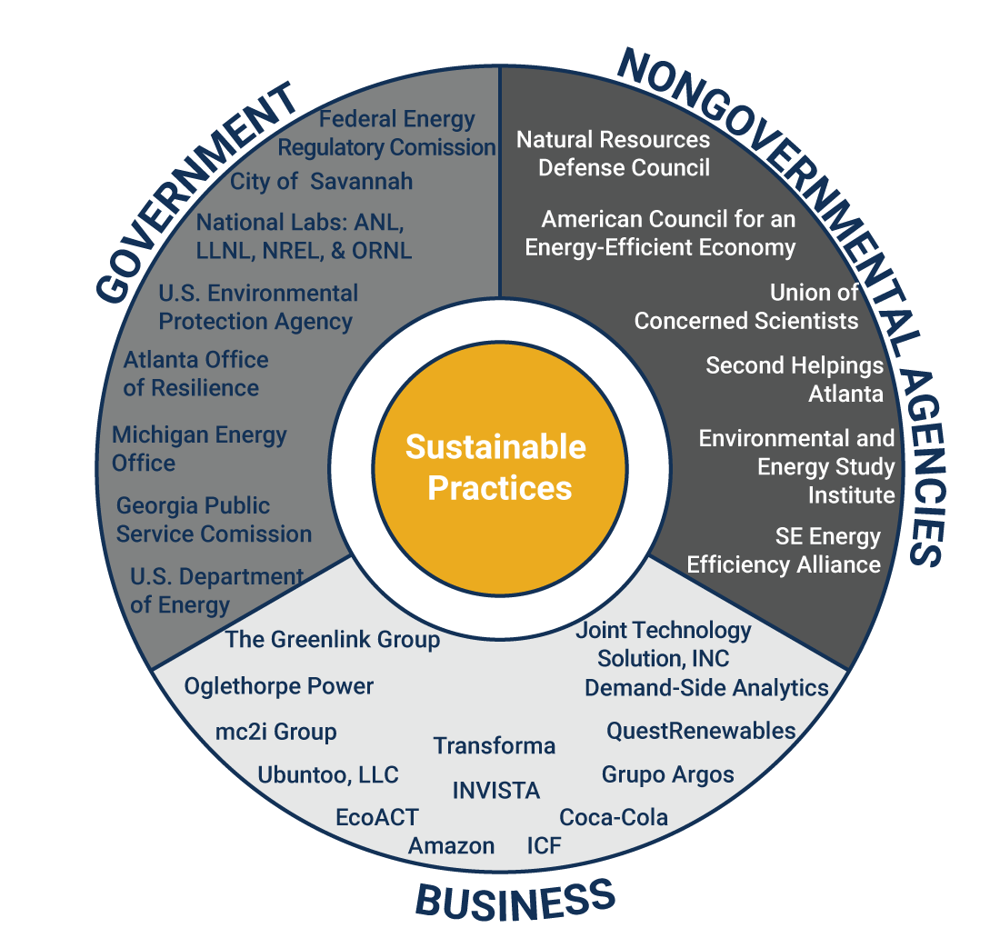 GOVERNMENT
Federal Energy
Regulatory Comission
City of  Savannah
National Labs: ANL,
LLNL, NREL, & ORNL
U.S. Environmental
Protection Agency
Atlanta Office
of Resilience
Michigan Energy
Office
Georgia Public
Service Comission
U.S. Department
of Energy
NONGOVERNMENTAL AGENCIES
Natural Resources
Defense Council
American Council for an
Energy-Efficient Economy
Union of
Concerned Scientists
Second Helpings
Atlanta
Environmental and
Energy Study
Institute
SE Energy
Efficiency Alliance
Sustainable
Practices
The Greenlink Group
Oglethorpe Power
mc2i Group
Ubuntoo, LLC
EcoACT
Amazon
Transforma
INVISTA
ICF
Joint Technology
Solution, INC
Demand-Side Analytics
QuestRenewables
Grupo Argos
Coca-Cola
BUSINESS